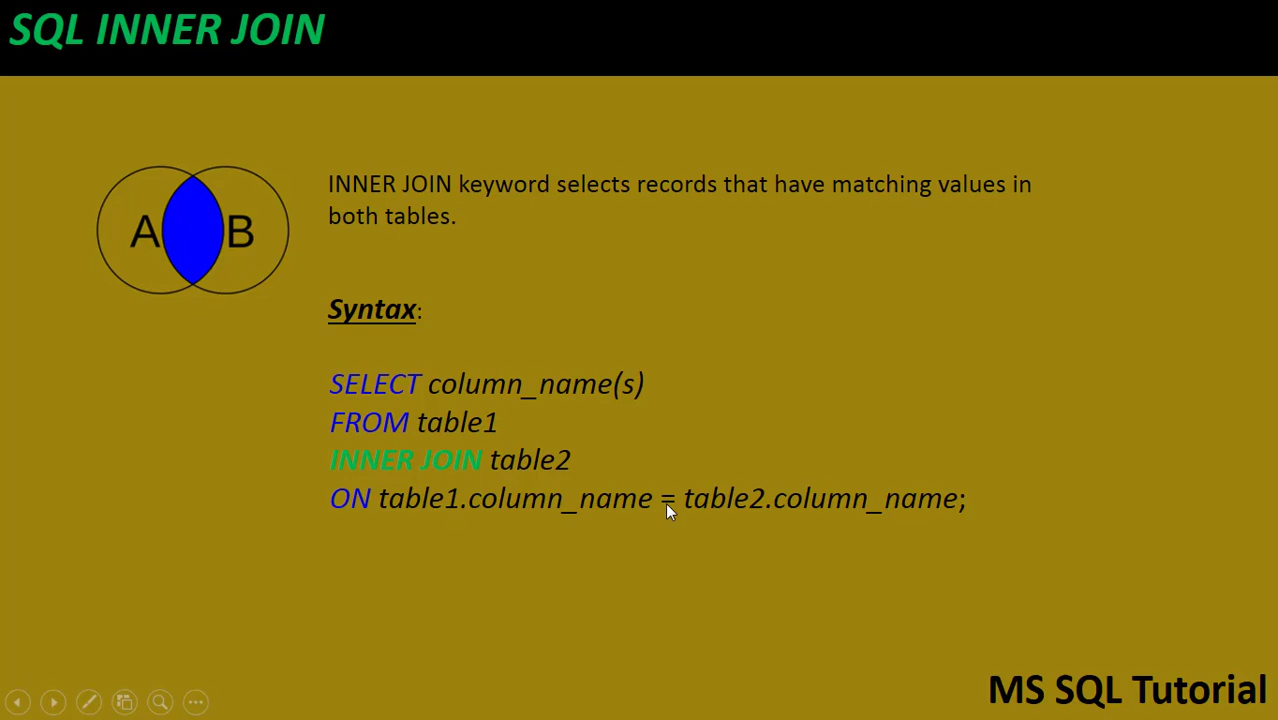 SQL INNER JOIN
A B
INNER JOIN keyword selects records that have matching values in
both tables.
Syntax:
SELECT column_name(s)
FROM table1
INNER JOIN table2
ON table1.column_name = table2.column_name;
MS SQL Tutorial